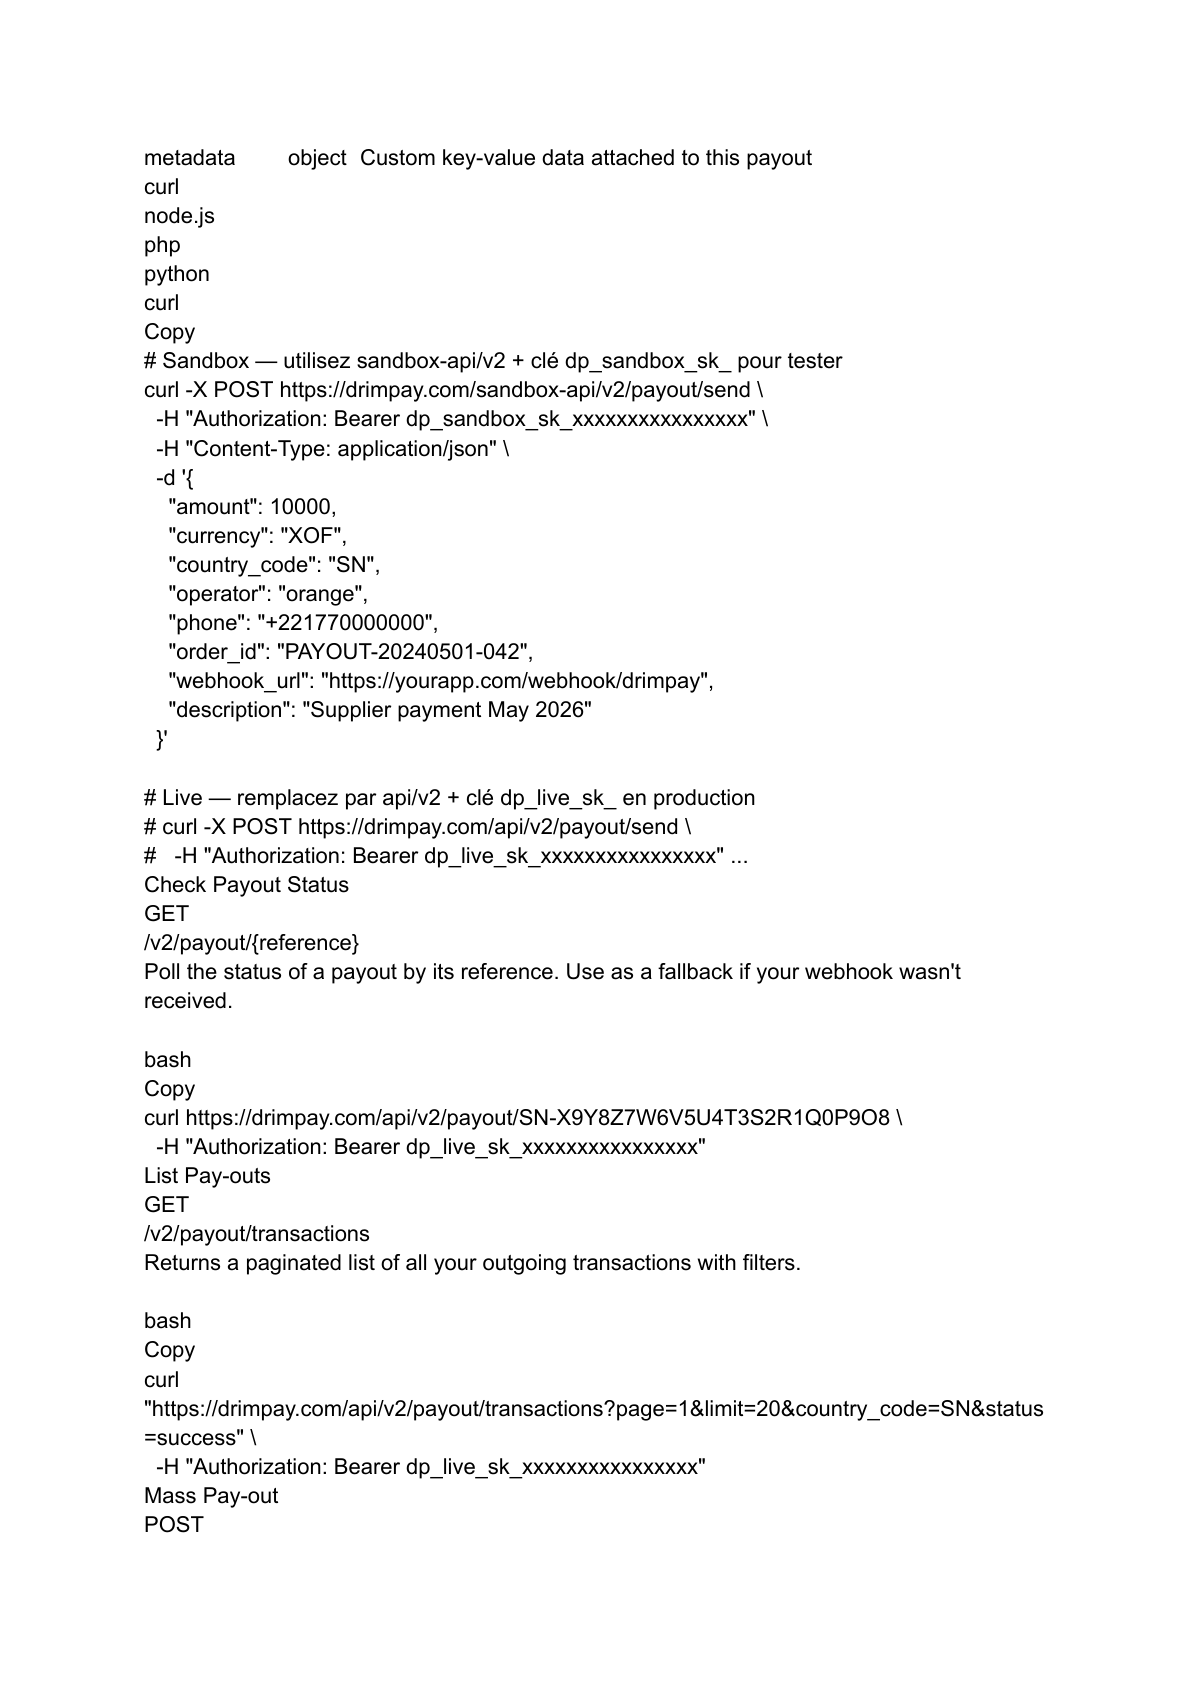 metadata object Custom key-value data attached to this payout
curl
node.js
php
python
curl
Copy
# Sandbox — utilisez sandbox-api/v2 + clé dp_sandbox_sk_ pour tester
curl -X POST https://drimpay.com/sandbox-api/v2/payout/send \
-H "Authorization: Bearer dp_sandbox_sk_xxxxxxxxxxxxxxxx" \
-H "Content-Type: application/json" \
-d '{
"amount": 10000,
"currency": "XOF",
"country_code": "SN",
"operator": "orange",
"phone": "+221770000000",
"order_id": "PAYOUT-20240501-042",
"webhook_url": "https://yourapp.com/webhook/drimpay",
"description": "Supplier payment May 2026"
}'
# Live — remplacez par api/v2 + clé dp_live_sk_ en production
# curl -X POST https://drimpay.com/api/v2/payout/send \
# -H "Authorization: Bearer dp_live_sk_xxxxxxxxxxxxxxxx" ...
Check Payout Status
GET
/v2/payout/{reference}
Poll the status of a payout by its reference. Use as a fallback if your webhook wasn't
received.
bash
Copy
curl https://drimpay.com/api/v2/payout/SN-X9Y8Z7W6V5U4T3S2R1Q0P9O8 \
-H "Authorization: Bearer dp_live_sk_xxxxxxxxxxxxxxxx"
List Pay-outs
GET
/v2/payout/transactions
Returns a paginated list of all your outgoing transactions with filters.
bash
Copy
curl
"https://drimpay.com/api/v2/payout/transactions?page=1&limit=20&country_code=SN&status
=success" \
-H "Authorization: Bearer dp_live_sk_xxxxxxxxxxxxxxxx"
Mass Pay-out
POST